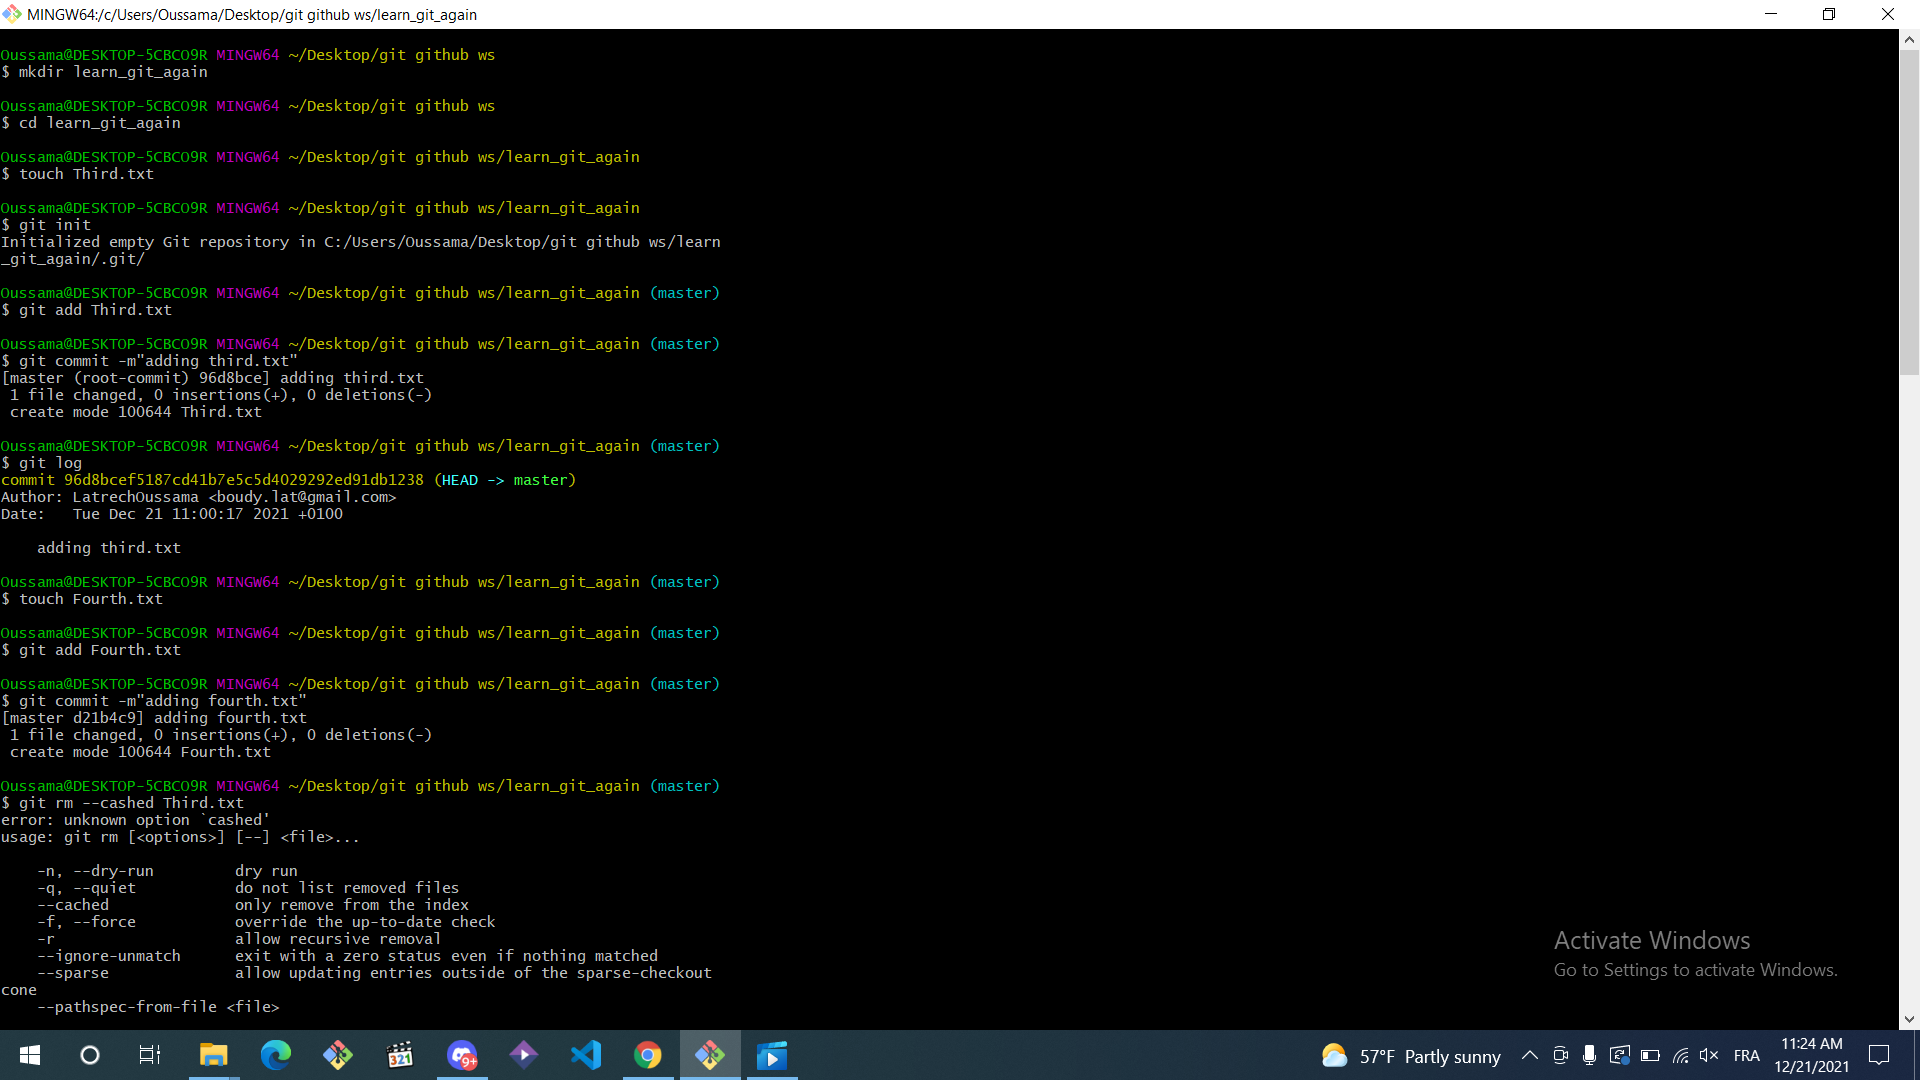 MINGW64:/c/Users/Oussama/Desktop/git github ws/learn_git_again
Oussama@DESKTOP-5CBCO9R MINGW64 ~/Desktop/git github ws
$ mkdir learn_git_again
Oussama@DESKTOP-5CBCO9R MINGW64 ~/Desktop/git github ws
$ cd learn_git_again
Oussama@DESKTOP-5CBCO9R MINGW64 ~/Desktop/git github ws/learn_git_again
$ touch Third.txt
Oussama@DESKTOP-5CBCO9R MINGW64 ~/Desktop/git github ws/learn_git_again
$ git init
Initialized empty Git repository in C:/Users/Oussama/Desktop/git github ws/learn
_git_again/.git/
Oussama@DESKTOP-5CBCO9R MINGW64 ~/Desktop/git github ws/learn_git_again (master)
$ git add Third.txt
Oussama@DESKTOP-5CBCO9R MINGW64 ~/Desktop/git github ws/learn_git_again (master)
$ git commit -m"adding third.txt"
[master (root-commit) 96d8bce] adding third.txt
 1 file changed, 0 insertions(+), 0 deletions(-)
 create mode 100644 Third.txt
Oussama@DESKTOP-5CBCO9R MINGW64 ~/Desktop/git github ws/learn_git_again (master)
$ git log
commit 96d8bcef5187cd41b7e5c5d4029292ed91db1238 (HEAD -> master)
Author: LatrechOussama <boudy.lat@gmail.com>
Date:   Tue Dec 21 11:00:17 2021 +0100
    adding third.txt
Oussama@DESKTOP-5CBCO9R MINGW64 ~/Desktop/git github ws/learn_git_again (master)
$ touch Fourth.txt
Oussama@DESKTOP-5CBCO9R MINGW64 ~/Desktop/git github ws/learn_git_again (master)
$ git add Fourth.txt
Oussama@DESKTOP-5CBCO9R MINGW64 ~/Desktop/git github ws/learn_git_again (master)
$ git commit -m"adding fourth.txt"
[master d21b4c9] adding fourth.txt
 1 file changed, 0 insertions(+), 0 deletions(-)
 create mode 100644 Fourth.txt
Oussama@DESKTOP-5CBCO9R MINGW64 ~/Desktop/git github ws/learn_git_again (master)
$ git rm --cashed Third.txt
error: unknown option `cashed'
usage: git rm [<options>] [--] <file>...
    -n, --dry-run         dry run
    -q, --quiet           do not list removed files
    --cached              only remove from the index
    -f, --force           override the up-to-date check
    -r                    allow recursive removal
    --ignore-unmatch      exit with a zero status even if nothing matched
    --sparse              allow updating entries outside of the sparse-checkout
cone
    --pathspec-from-file <file>
Activate Windows
Go to Settings to activate Windows.
321
9+
57°F Partly sunny
FRA
11:24 AM
12/21/2021